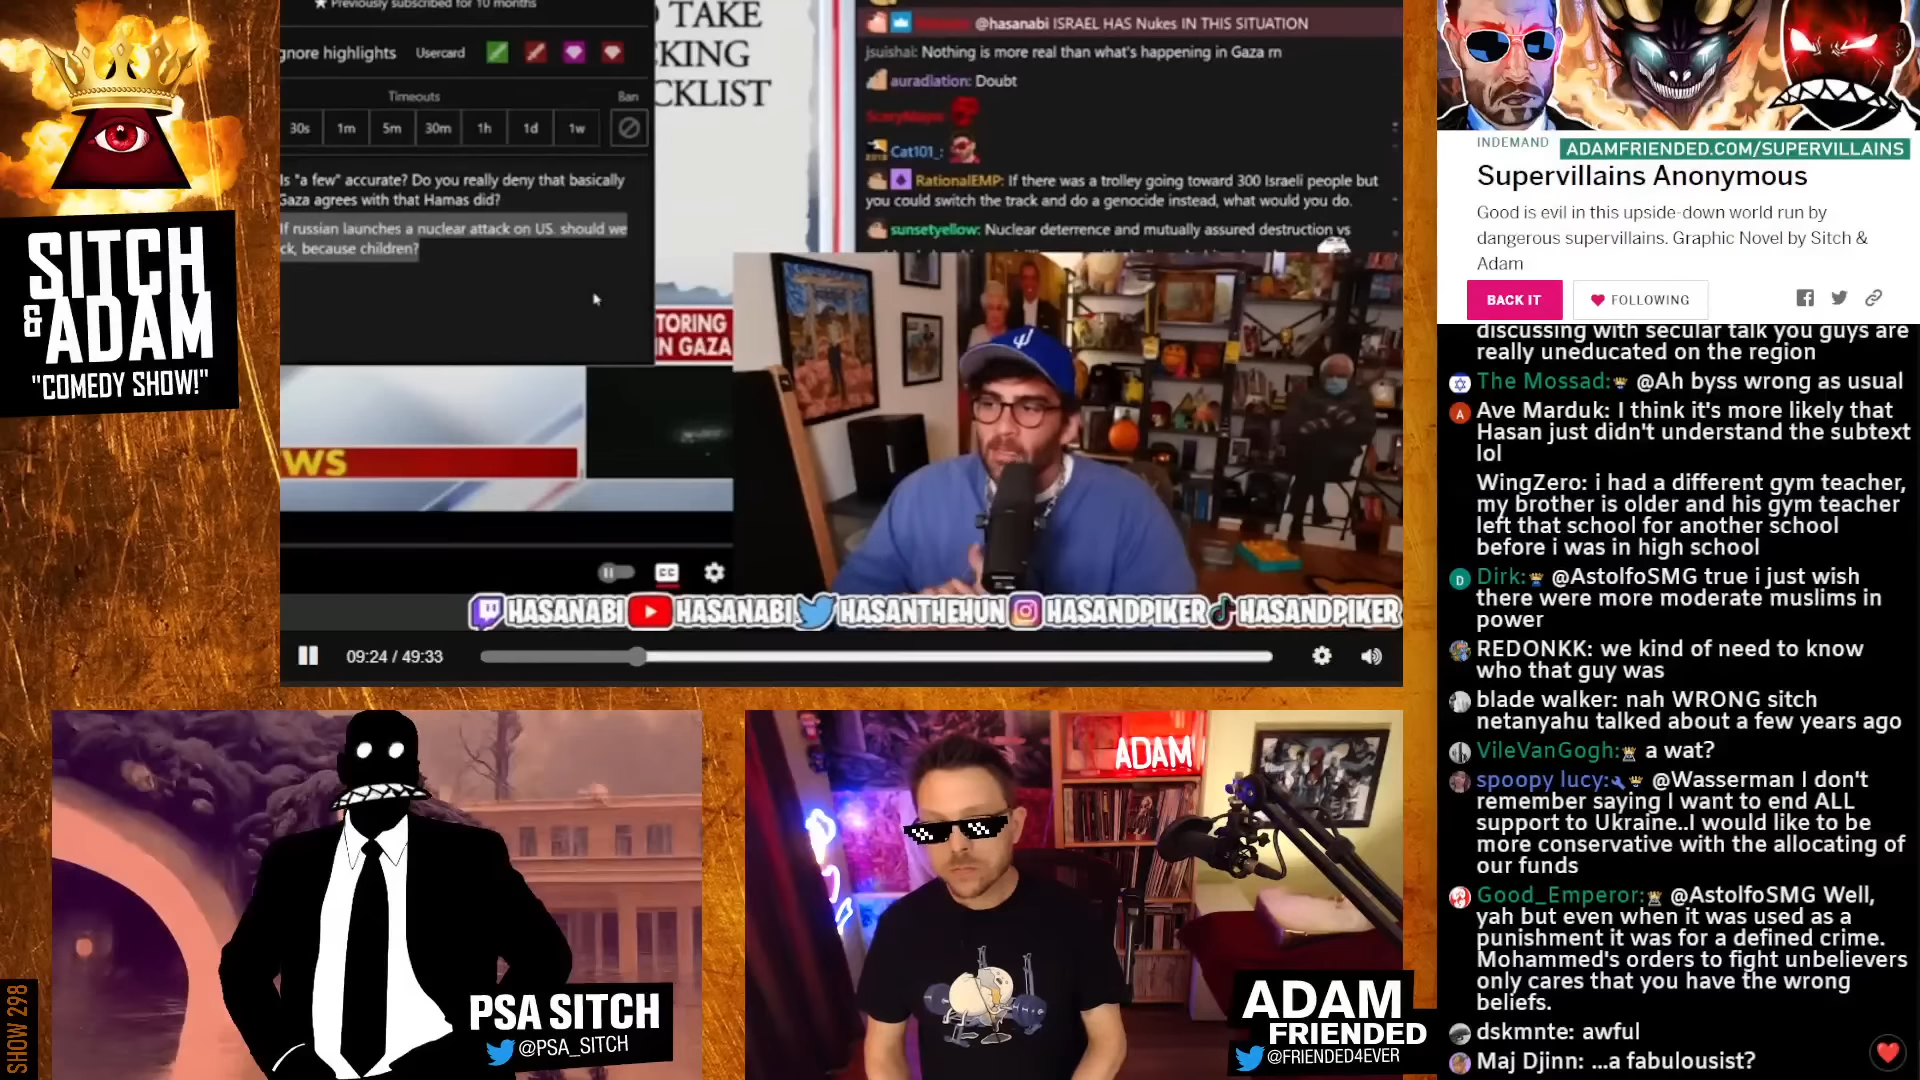 SITCH
& ADAM
"COMEDY SHOW!"
SHOW 298
★ Previously subscribed for 10 months
gnore highlights Usercard
Timeouts Ban
30s 1m 5m 30m 1h 1d 1w
Is "a few" accurate? Do you really deny that basically
Gaza agrees with that Hamas did?
If russian launches a nuclear attack on US. should we
ck, because children?
TAKE
CKING
CKLIST
TORING
IN GAZA
WS
@hasanabi ISRAEL HAS Nukes IN THIS SITUATION
jsuishal: Nothing is more real than what's happening in Gaza rn
auradiation: Doubt
Cat101_:
RationalEMP: If there was a trolley going toward 300 Israeli people but
you could switch the track and do a genocide instead, what would you do.
sunsetyellow: Nuclear deterrence and mutually assured destruction vs
CC
HASANABI HASANABI HASANTHEHUN HASANDPIKER HASANDPIKER
09:24 / 49:33
PSA SITCH
@PSA_SITCH
ADAM
ADAM
FRIENDED
@FRIENDED4EVER
INDEMAND
ADAMFRIENDED.COM/SUPERVILLAINS
Supervillains Anonymous
Good is evil in this upside-down world run by
dangerous supervillains. Graphic Novel by Sitch &
Adam
BACK IT FOLLOWING
discussing with secular talk you guys are
really uneducated on the region
The Mossad: @Ah byss wrong as usual
Ave Marduk: I think it's more likely that
Hasan just didn't understand the subtext
lol
WingZero: i had a different gym teacher,
my brother is older and his gym teacher
left that school for another school
before i was in high school
Dirk: @AstolfoSMG true i just wish
there were more moderate muslims in
power
REDONKK: we kind of need to know
who that guy was
blade walker: nah WRONG sitch
netanyahu talked about a few years ago
VileVanGogh: a wat?
spoopy lucy: @Wasserman I don't
remember saying I want to end ALL
support to Ukraine..I would like to be
more conservative with the allocating of
our funds
Good_Emperor: @AstolfoSMG Well,
yah but even when it was used as a
punishment it was for a defined crime.
Mohammed's orders to fight unbelievers
only cares that you have the wrong
beliefs.
dskmnte: awful
Maj Djinn: ...a fabulousist?